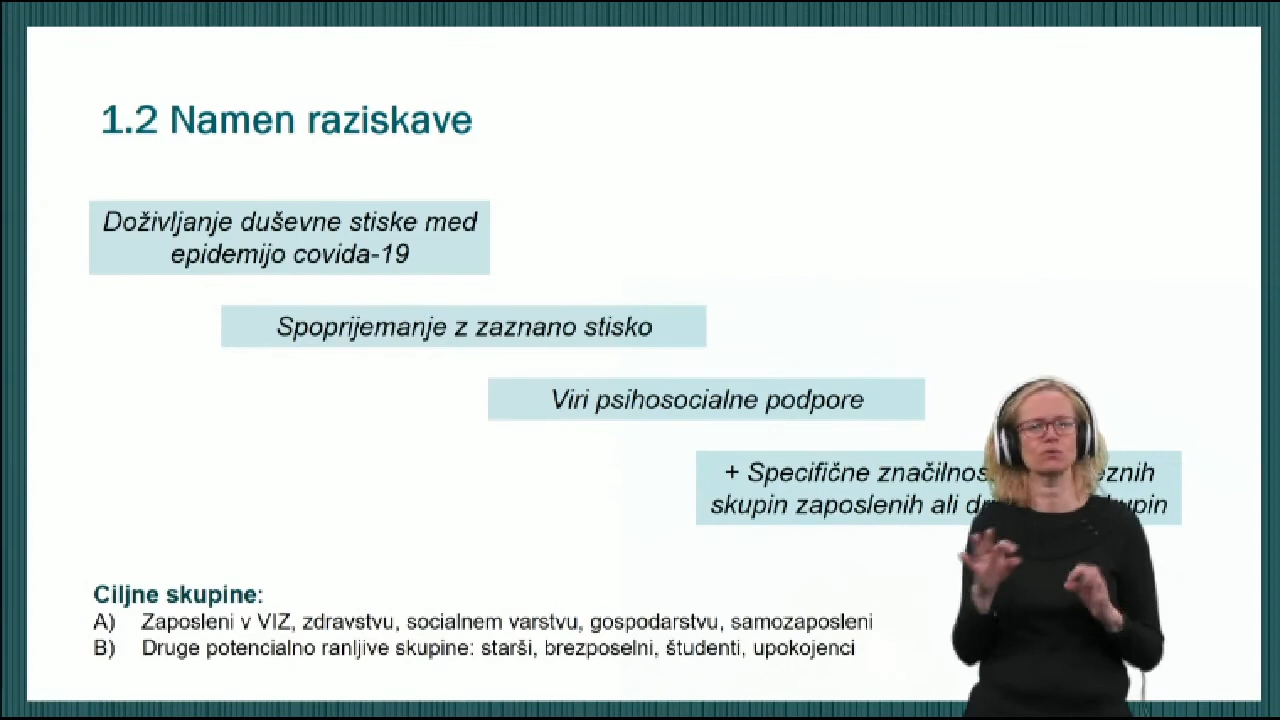 1.2 Namen raziskave
Doživljanje duševne stiske med
epidemijo covida-19
Spoprijemanje z zaznano stisko
Viri psihosocialne podpore
+ Specifične
skupin zaposlenih ali
Ciljne skupine:
A) Zaposleni v VIZ, zdravstvu, socialnem varstvu, gospodarstvu, samozaposleni
B) Druge potencialno ranljive skupine: starši, brezposelni, študenti, upokojenci